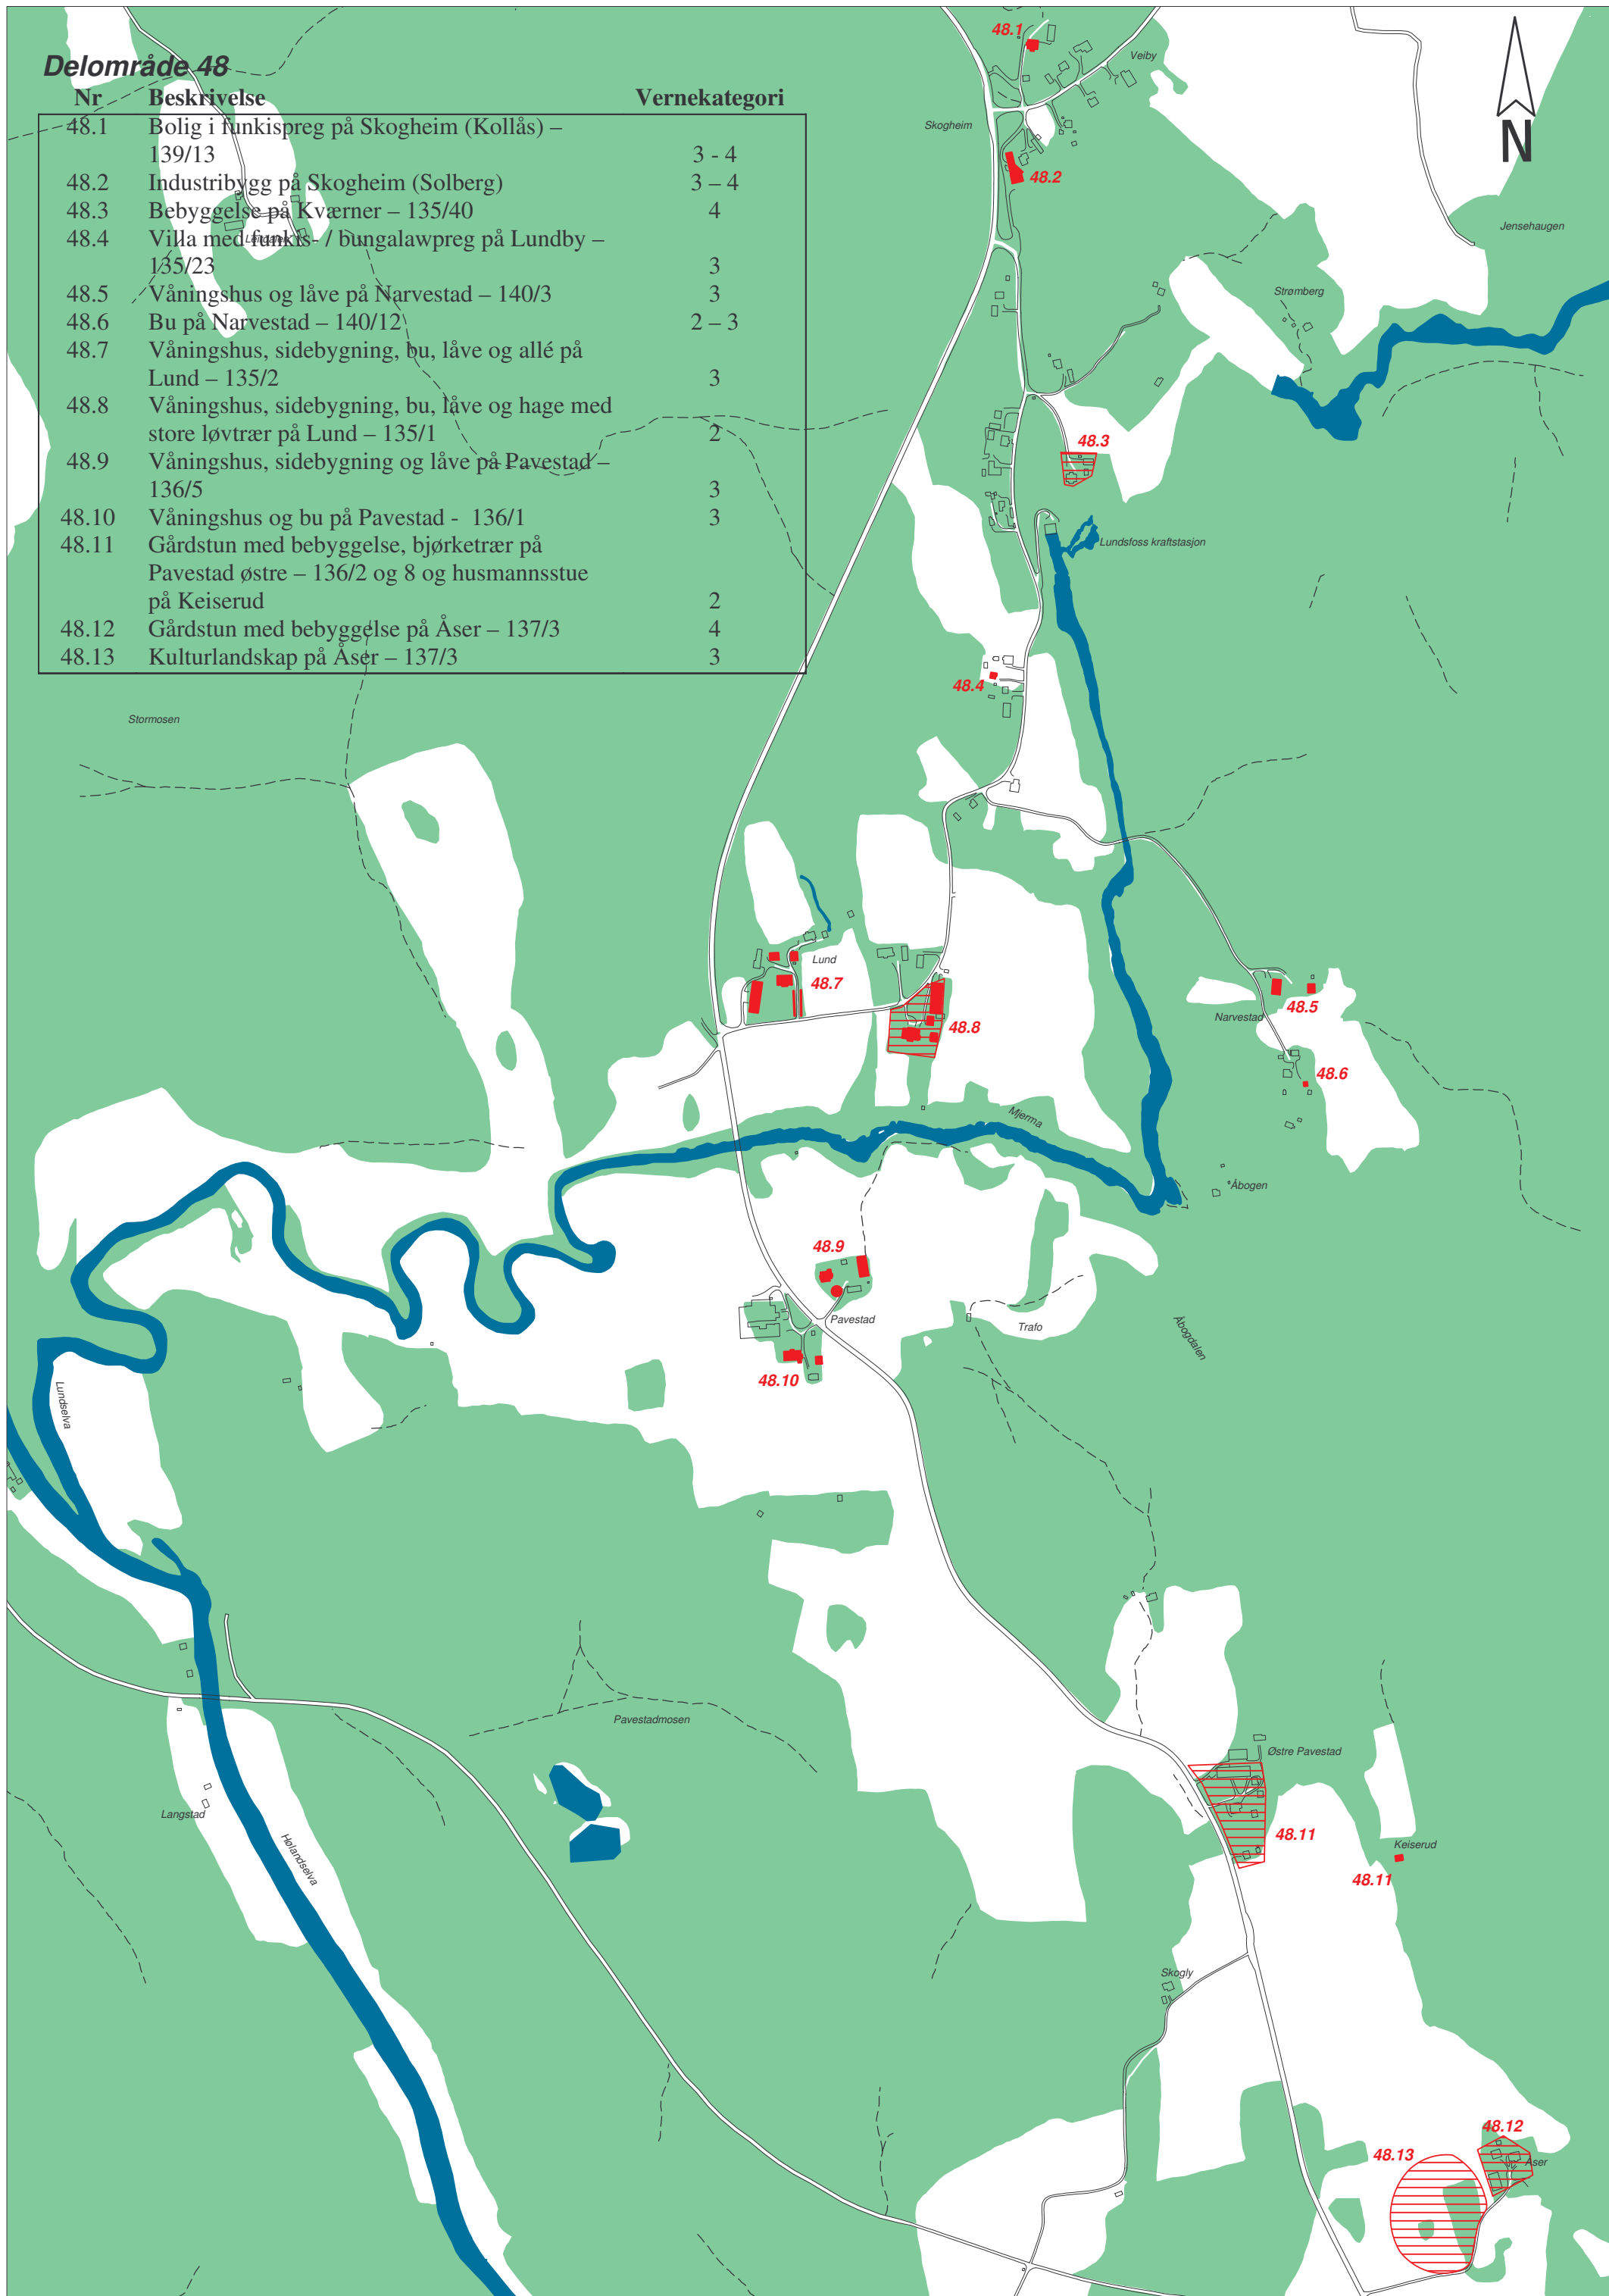 Delområde 48
Nr Beskrivelse Vernekategori
48.1 Bolig i funkispreg på Skogheim (Kollås) –
139/13 3 - 4
48.2 Industribygg på Skogheim (Solberg) 3 – 4
48.3 Bebyggelse på Kværner – 135/40 4
48.4 Villa med funkis- / bungalawpreg på Lundby –
135/23 3
48.5 Våningshus og låve på Narvestad – 140/3 3
48.6 Bu på Narvestad – 140/12 2 – 3
48.7 Våningshus, sidebygning, bu, låve og allé på
Lund – 135/2 3
48.8 Våningshus, sidebygning, bu, låve og hage med
store løvtrær på Lund – 135/1 2
48.9 Våningshus, sidebygning og låve på Pavestad –
136/5 3
48.10 Våningshus og bu på Pavestad - 136/1 3
48.11 Gårdstun med bebyggelse, bjørketrær på
Pavestad østre – 136/2 og 8 og husmannsstue
på Keiserud 2
48.12 Gårdstun med bebyggelse på Åser – 137/3 4
48.13 Kulturlandskap på Åser – 137/3 3
48.1
Veiby
N
Skogheim
48.2
Jensehaugen
Strømberg
48.3
Lundsfoss kraftstasjon
48.4
Stormosen
Lund
48.7
48.5
Narvestad
48.8
48.6
Mjerma
Åbogen
48.9
Pavestad
Trafo
Åbogdalen
48.10
Lundselva
Pavestadmosen
Østre Pavestad
Langstad
48.11
Keiserud
Hølandselva
48.11
Skogly
48.12
48.13
Åser